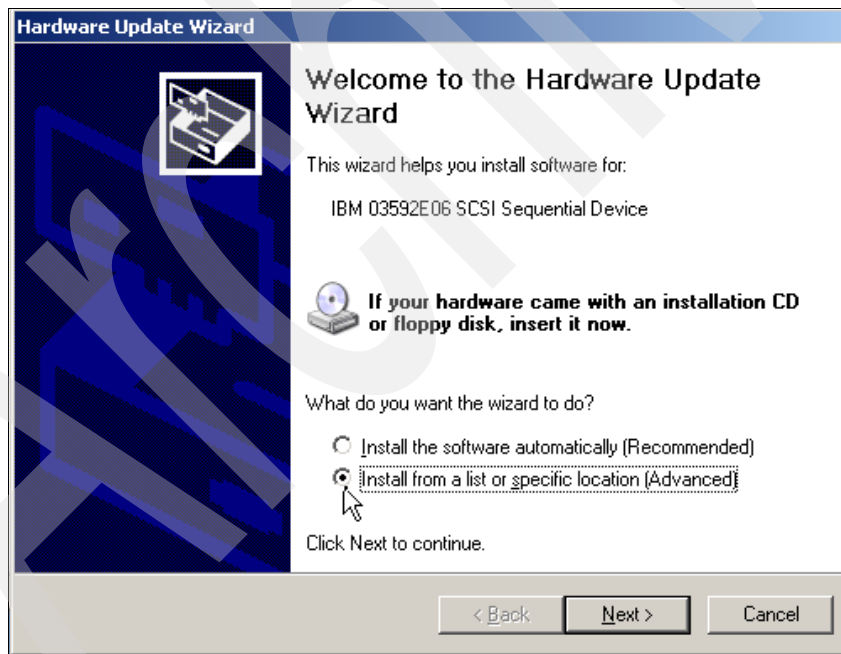 Hardware Update Wizard
Welcome to the Hardware Update
Wizard
This wizard helps you install software for:
IBM 03592E06 SCSI Sequential Device
If your hardware came with an installation CD
or floppy disk, insert it now.
What do you want the wizard to do?
Install the software automatically (Recommended)
Install from a list or specific location (Advanced)
Click Next to continue.
< Back Next > Cancel